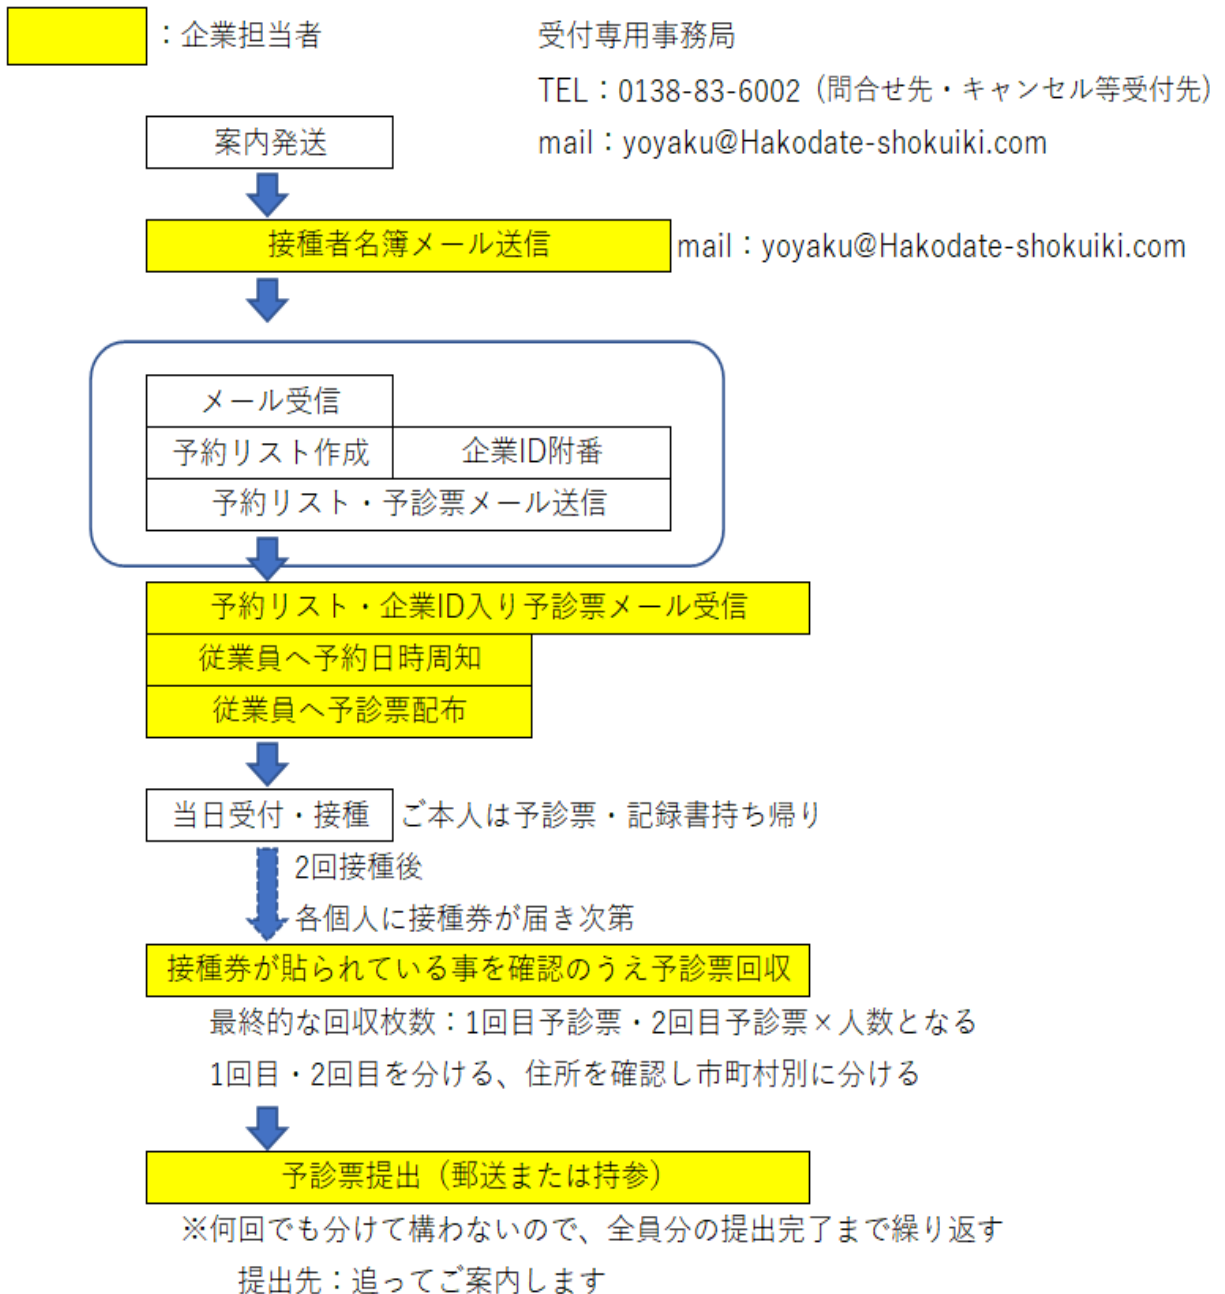 ：企業担当者
受付専用事務局
TEL：0138-83-6002（問合せ先・キャンセル等受付先）
案内発送
mail：yoyaku@Hakodate-shokuiki.com
接種者名簿メール送信
mail：yoyaku@Hakodate-shokuiki.com
メール受信
予約リスト作成
企業ID附番
予約リスト・予診票メール送信
予約リスト・企業ID入り予診票メール受信
従業員へ予約日時周知
従業員へ予診票配布
当日受付・接種
ご本人は予診票・記録書持ち帰り
2回接種後
各個人に接種券が届き次第
接種券が貼られている事を確認のうえ予診票回収
最終的な回収枚数：1回目予診票・2回目予診票×人数となる
1回目・2回目を分ける、住所を確認し市町村別に分ける
予診票提出（郵送または持参）
※何回でも分けて構わないので、全員分の提出完了まで繰り返す
提出先：追ってご案内します